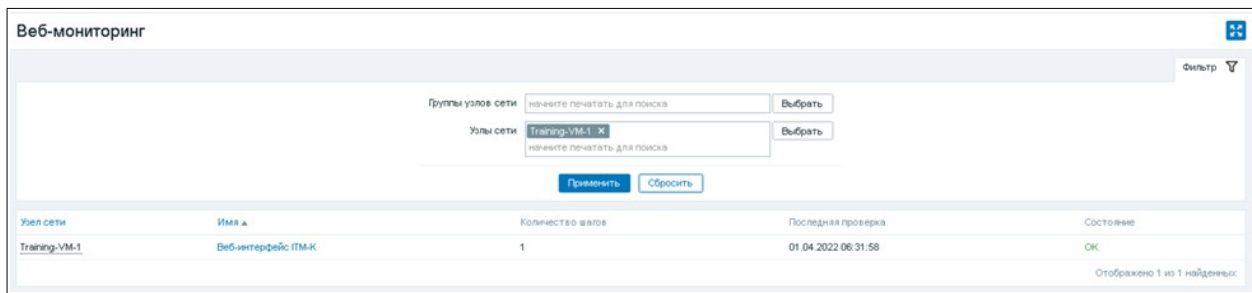 Веб-мониторинг
Фильтр
Группы узлов сети начните печатать для поиска Выбрать
Узлы сети Training-VM-1 × Выбрать
начните печатать для поиска
Применить Сбросить
Узел сети Имя ▲ Количество шагов Последняя проверка Состояние
Training-VM-1 Веб-интерфейс ITM-K 1 01.04.2022 06:31:58 ОК
Отображено 1 из 1 найденных